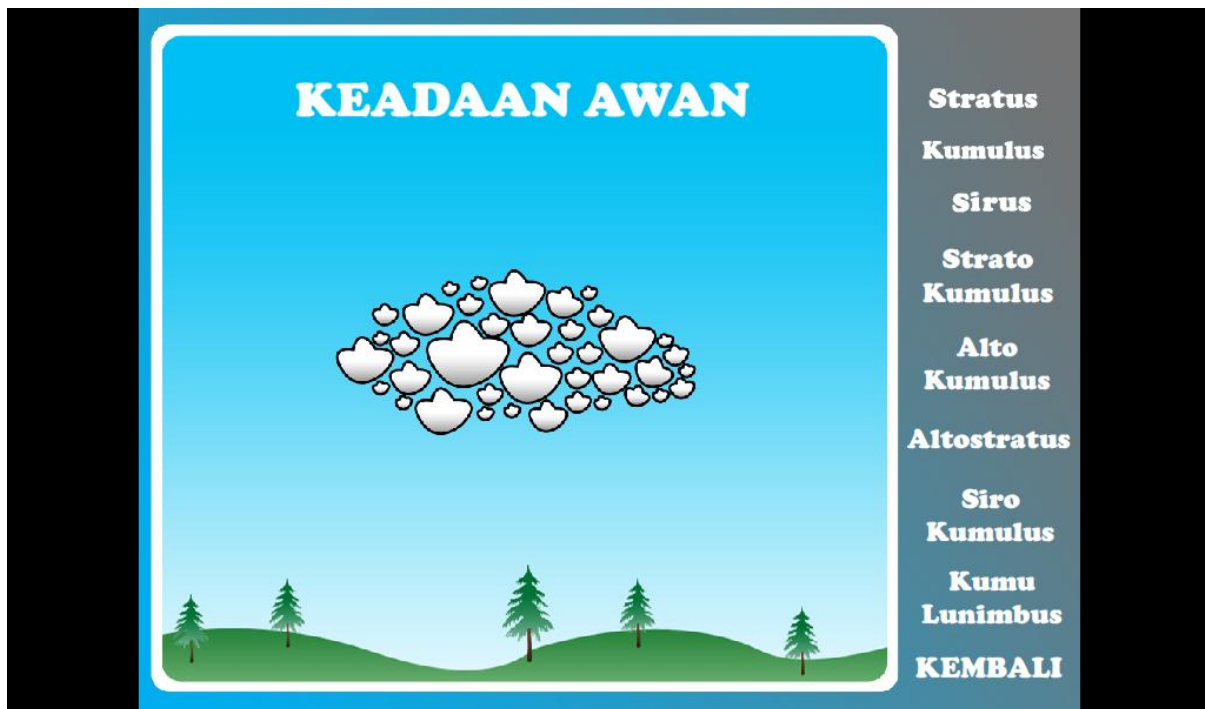 KEADAAN AWAN
Stratus
Kumulus
Sirus
Strato
Kumulus
Alto
Kumulus
Altostratus
Siro
Kumulus
Kumu
Lunimbus
KEMBALI